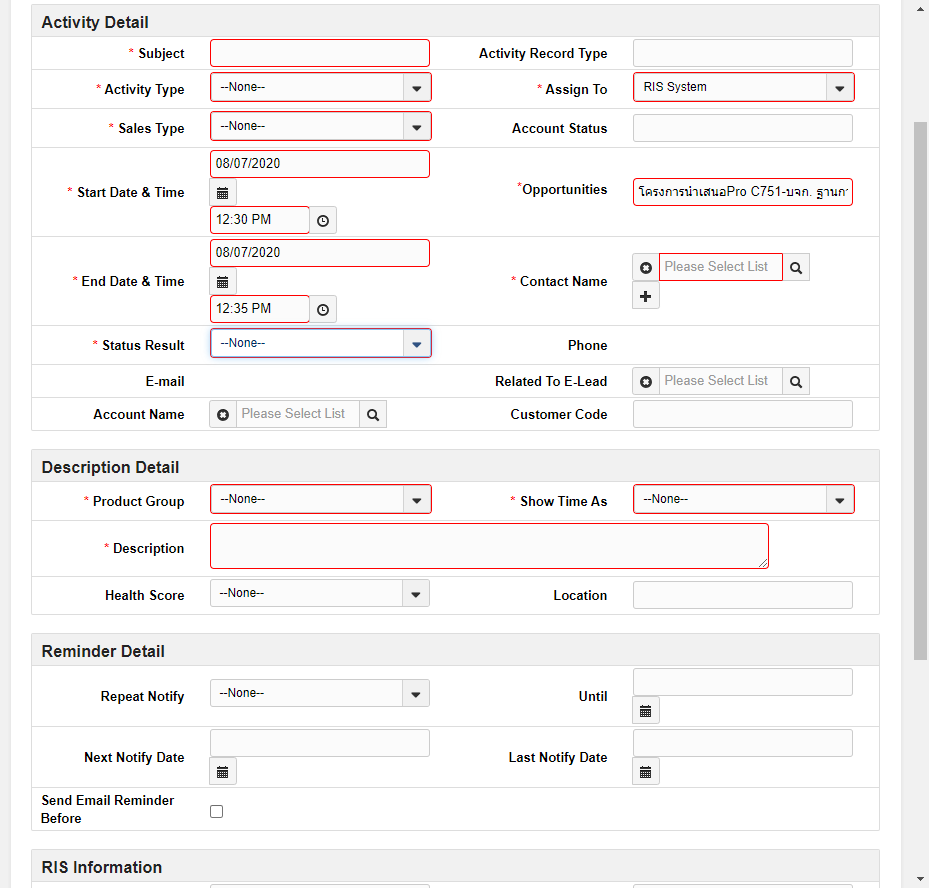 Activity Detail
* Subject
Activity Record Type
* Activity Type --None--
* Assign To RIS System
* Sales Type --None--
Account Status
* Start Date & Time 08/07/2020
12:30 PM
*Opportunities โครงการนำเสนอPro C751-บจก. ฐานก
* End Date & Time 08/07/2020
12:35 PM
* Contact Name Please Select List
* Status Result --None--
Phone
E-mail
Related To E-Lead Please Select List
Account Name Please Select List
Customer Code
Description Detail
* Product Group --None--
* Show Time As --None--
* Description
Health Score --None--
Location
Reminder Detail
Repeat Notify --None--
Until
Next Notify Date
Last Notify Date
Send Email Reminder
Before
RIS Information